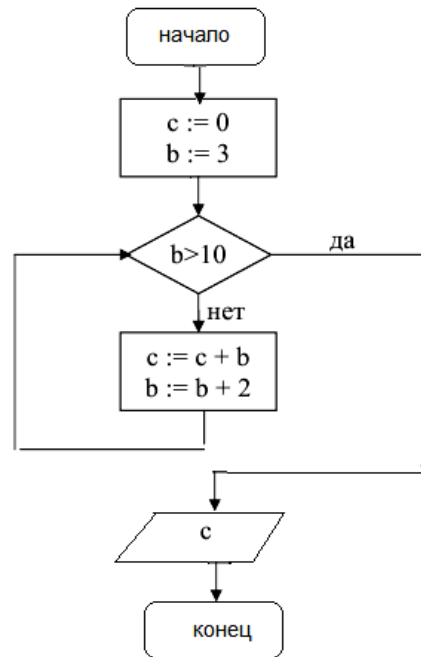 начало
c := 0
b := 3
b>10
да
нет
c := c + b
b := b + 2
c
конец